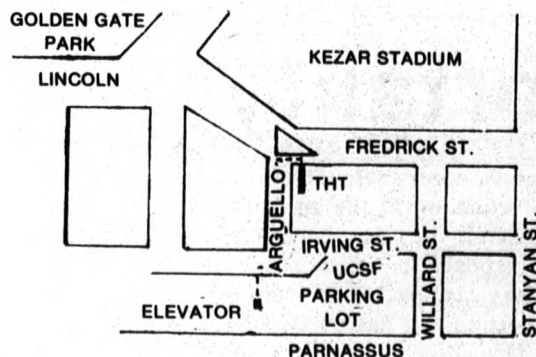 GOLDEN GATE
PARK
LINCOLN
KEZAR STADIUM
FREDRICK ST.
THT
ARGUELLO
IRVING ST.
UCSF
PARKING
LOT
ELEVATOR
WILLARD ST.
STANYAN ST.
PARNASSUS